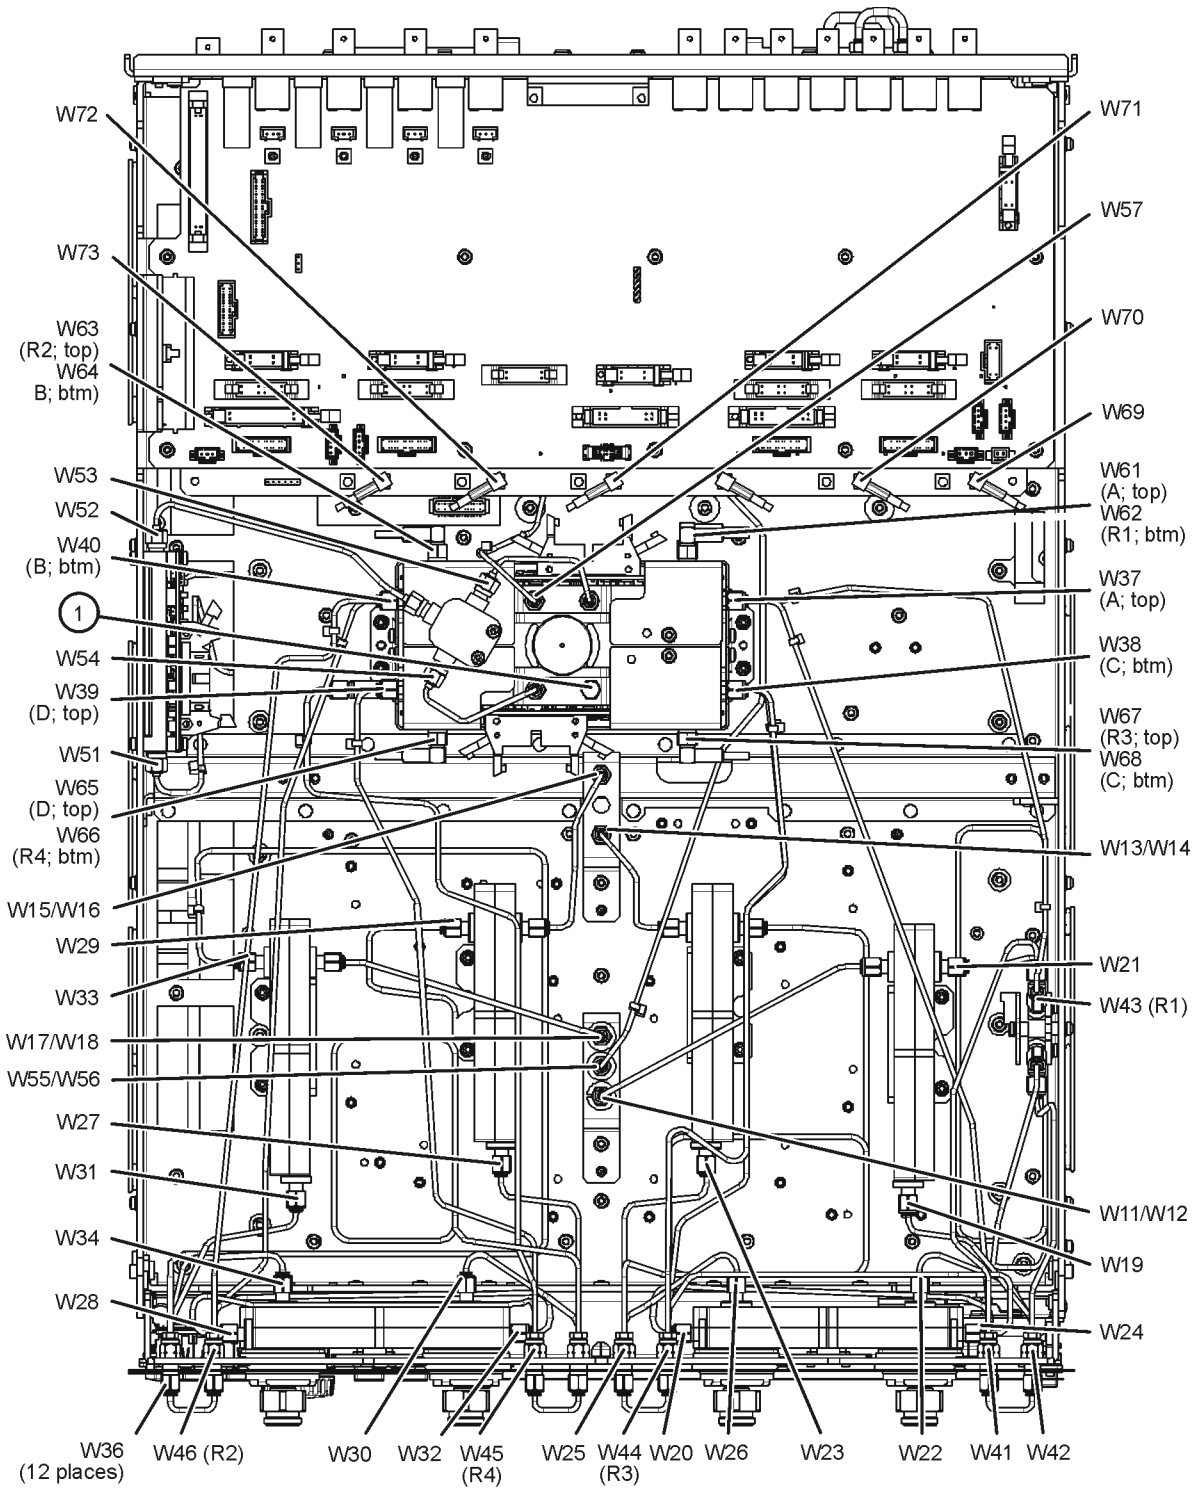 W72
W73
W63
(R2; top)
W64
B; btm)
W53
W52
W40
(B; btm)
1
W54
W39
(D; top)
W51
W65
(D; top)
W66
(R4; btm)
W15/W16
W29
W33
W17/W18
W55/W56
W27
W31
W34
W28
W71
W57
W70
W69
W61
(A; top)
W62
(R1; btm)
W37
(A; top)
W38
(C; btm)
W67
(R3; top)
W68
(C; btm)
W13/W14
W21
W43 (R1)
W11/W12
W19
W24
W36
(12 places)
W46 (R2)
W30
W32
W45
(R4)
W25
W44
(R3)
W20
W26
W23
W22
W41
W42